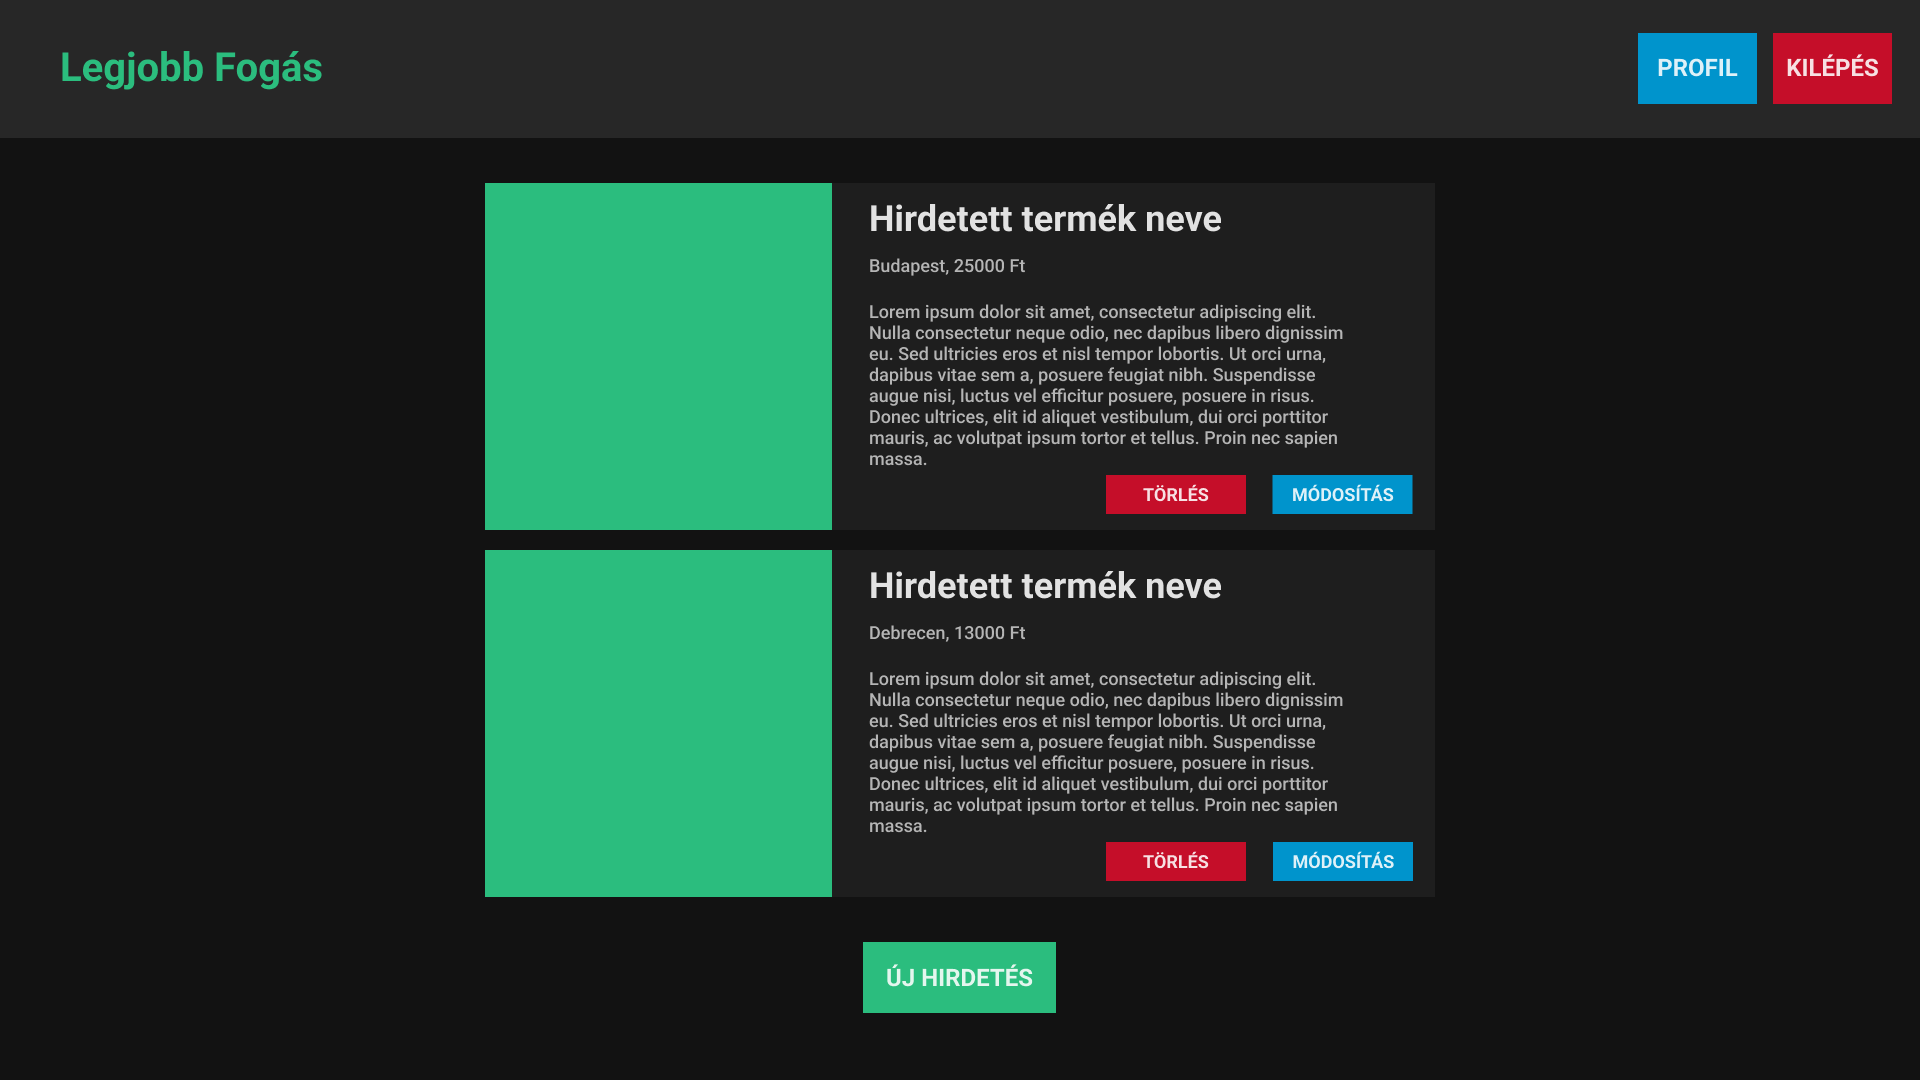 Legjobb Fogás
PROFIL
KILÉPÉS
Hirdetett termék neve
Budapest, 25000 Ft
Lorem ipsum dolor sit amet, consectetur adipiscing elit.
Nulla consectetur neque odio, nec dapibus libero dignissim
eu. Sed ultricies eros et nisl tempor lobortis. Ut orci urna,
dapibus vitae sem a, posuere feugiat nibh. Suspendisse
augue nisi, luctus vel efficitur posuere, posuere in risus.
Donec ultrices, elit id aliquet vestibulum, dui orci porttitor
mauris, ac volutpat ipsum tortor et tellus. Proin nec sapien
massa.
TÖRLÉS
MÓDOSÍTÁS
Hirdetett termék neve
Debrecen, 13000 Ft
Lorem ipsum dolor sit amet, consectetur adipiscing elit.
Nulla consectetur neque odio, nec dapibus libero dignissim
eu. Sed ultricies eros et nisl tempor lobortis. Ut orci urna,
dapibus vitae sem a, posuere feugiat nibh. Suspendisse
augue nisi, luctus vel efficitur posuere, posuere in risus.
Donec ultrices, elit id aliquet vestibulum, dui orci porttitor
mauris, ac volutpat ipsum tortor et tellus. Proin nec sapien
massa.
TÖRLÉS
MÓDOSÍTÁS
ÚJ HIRDETÉS